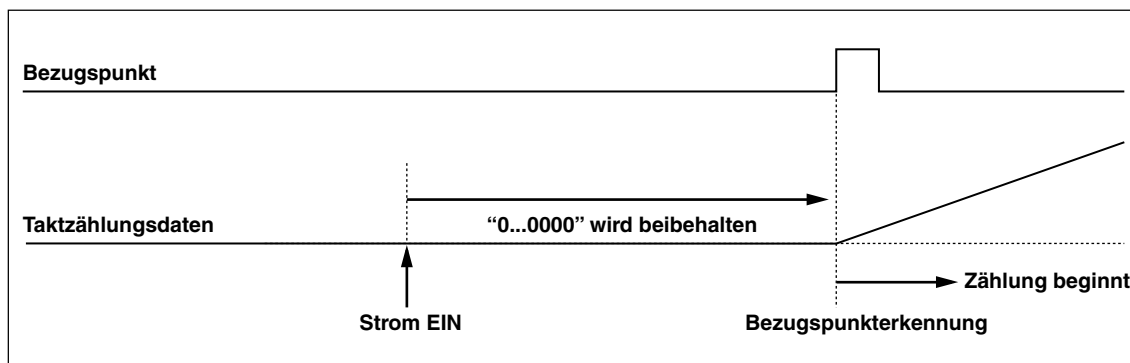 Bezugspunkt
Taktzählungsdaten
“0...0000” wird beibehalten
Zählung beginnt
Strom EIN
Bezugspunkterkennung